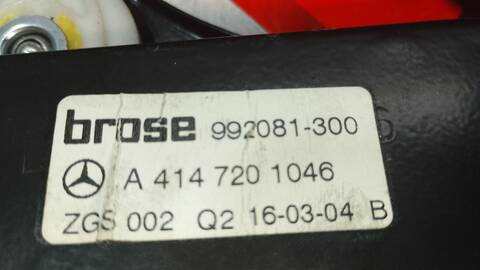 brose 992081-300
A 414 720 1046
ZGS 002 Q2 16-03-04 B